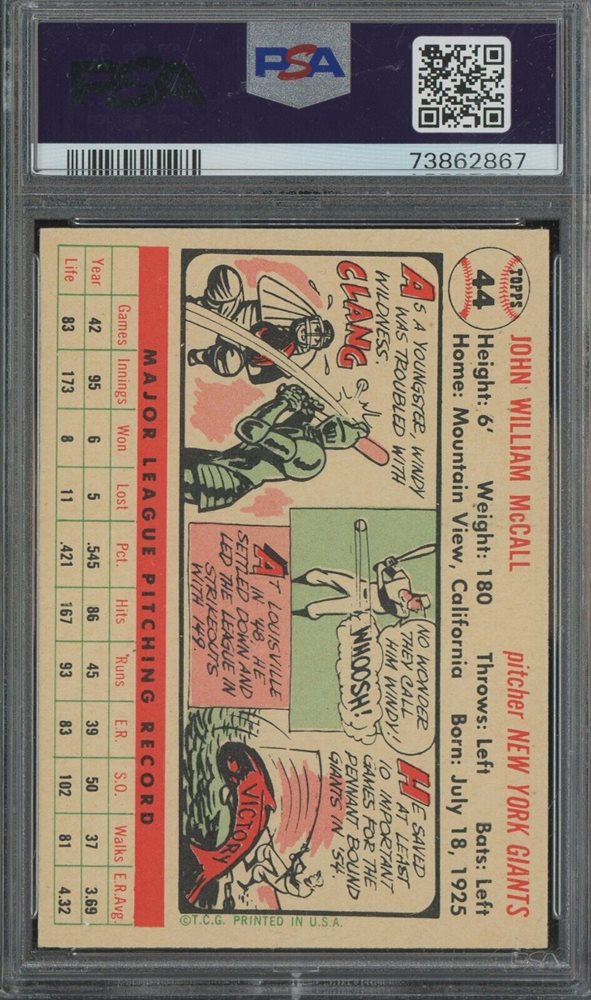 PSA
PSA
73862867
TOPPS
44
JOHN WILLIAM McCALL pitcher NEW YORK GIANTS
Height: 6' Weight: 180 Throws: Left Bats: Left
Home: Mountain View, California Born: July 18, 1925
AS A YOUNGSTER, WINDY
WAS TROUBLED WITH
WILDNESS.
CLANG
NO WONDER
THEY CALL
HIM WINDY!
WHOOSH!
AT LOUISVILLE
IN '48 HE
SETTLED DOWN AND
LED THE LEAGUE IN
STRIKEOUTS
WITH 149.
HE SAVED
AT LEAST
10 IMPORTANT
GAMES FOR THE
PENNANT BOUND
GIANTS IN '54.
VICTORY
©T.C.G. PRINTED IN U.S.A.
MAJOR LEAGUE PITCHING RECORD
Games Innings Won Lost Pct. Hits Runs E.R. S.O. Walks E.R.Avg.
Year 42 95 6 5 .545 86 45 39 50 37 3.69
Life 83 173 8 11 .421 167 93 83 102 81 4.32
PSA